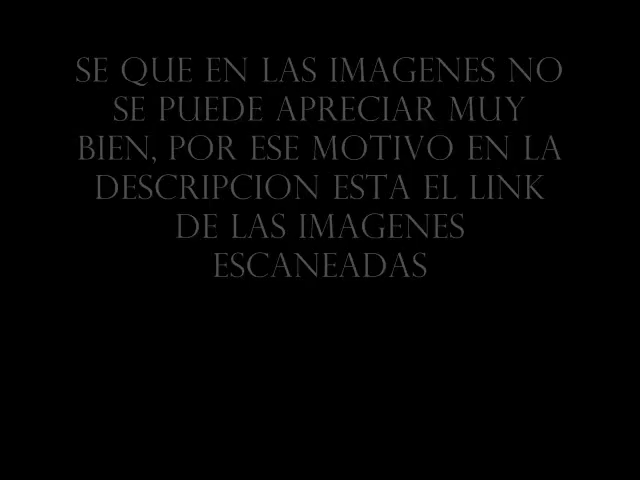 SE QUE EN LAS IMAGENES NO
SE PUEDE APRECIAR MUY
BIEN, POR ESE MOTIVO EN LA
DESCRIPCION ESTA EL LINK
DE LAS IMAGENES
ESCANEADAS